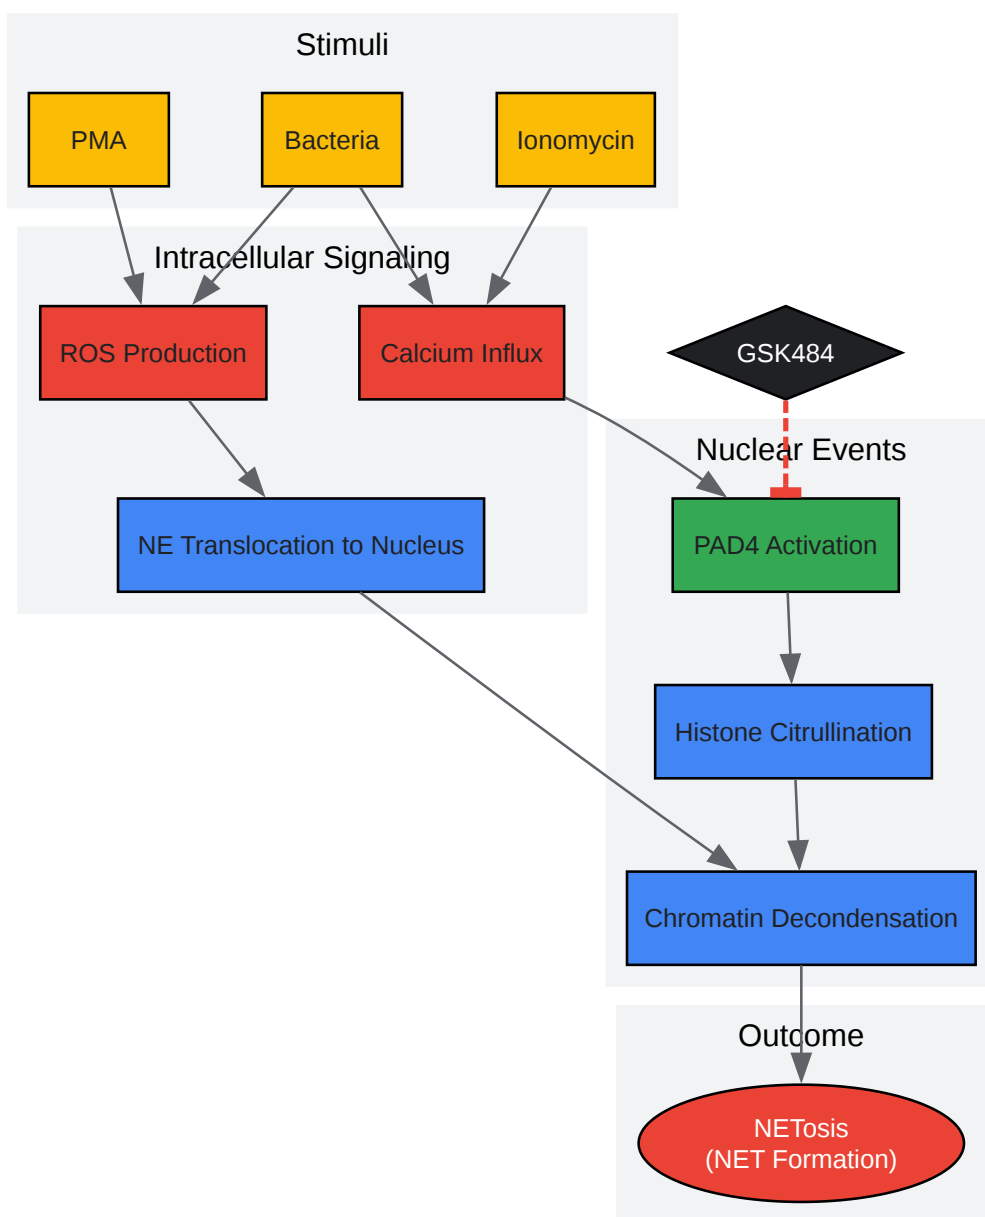 Stimuli
PMA
Bacteria
Ionomycin
Intracellular Signaling
ROS Production
Calcium Influx
GSK484
Nuclear Events
NE Translocation to Nucleus
PAD4 Activation
Histone Citrullination
Chromatin Decondensation
Outcome
NETosis
(NET Formation)